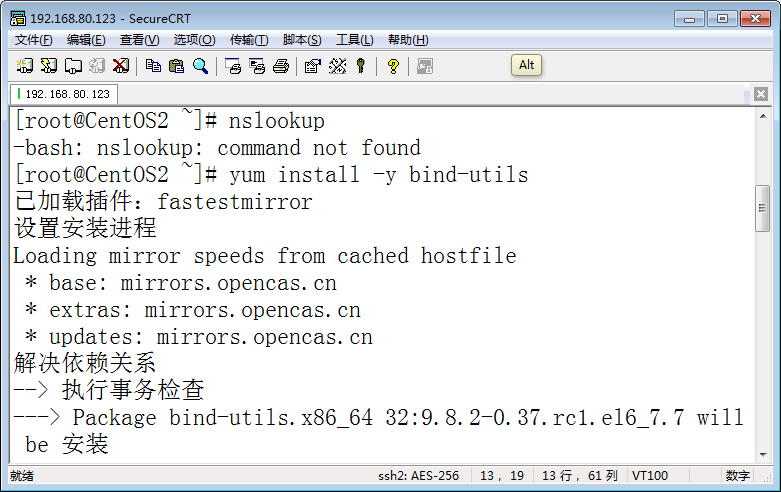 192.168.80.123 - SecureCRT
文件(F) 编辑(E) 查看(V) 选项(O) 传输(T) 脚本(S) 工具(L) 帮助(H)
Alt
192.168.80.123
[root@CentOS2 ~]# nslookup
-bash: nslookup: command not found
[root@CentOS2 ~]# yum install -y bind-utils
已加载插件：fastestmirror
设置安装进程
Loading mirror speeds from cached hostfile
 * base: mirrors.opencas.cn
 * extras: mirrors.opencas.cn
 * updates: mirrors.opencas.cn
解决依赖关系
--> 执行事务检查
---> Package bind-utils.x86_64 32:9.8.2-0.37.rc1.el6_7.7 will
 be 安装
就绪 ssh2: AES-256 13, 19 13 行, 61 列 VT100 数字